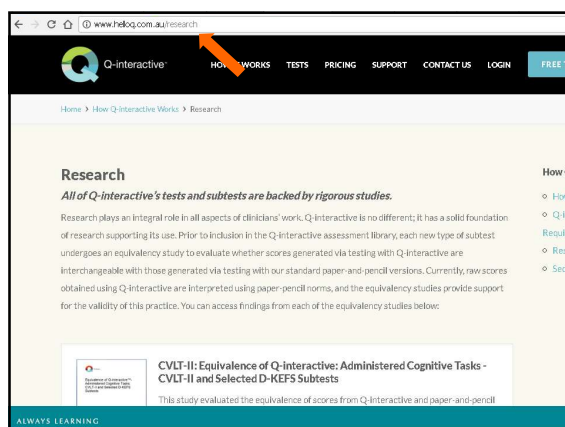 www.helloq.com.au/research
Q-interactive™
HOW WORKS TESTS PRICING SUPPORT CONTACT US LOGIN FREE
Home > How Q-interactive Works > Research
Research
All of Q-interactive's tests and subtests are backed by rigorous studies.
Research plays an integral role in all aspects of clinicians' work. Q-interactive is no different; it has a solid foundation
of research supporting its use. Prior to inclusion in the Q-interactive assessment library, each new type of subtest
undergoes an equivalency study to evaluate whether scores generated via testing with Q-interactive are
interchangeable with those generated via testing with our standard paper-and-pencil versions. Currently, raw scores
obtained using Q-interactive are interpreted using paper-pencil norms, and the equivalency studies provide support
for the validity of this practice. You can access findings from each of the equivalency studies below:
How
CVLT-II: Equivalence of Q-interactive: Administered Cognitive Tasks -
CVLT-II and Selected D-KEFS Subtests
This study evaluated the equivalence of scores from Q-interactive and paper-and-pencil
ALWAYS LEARNING